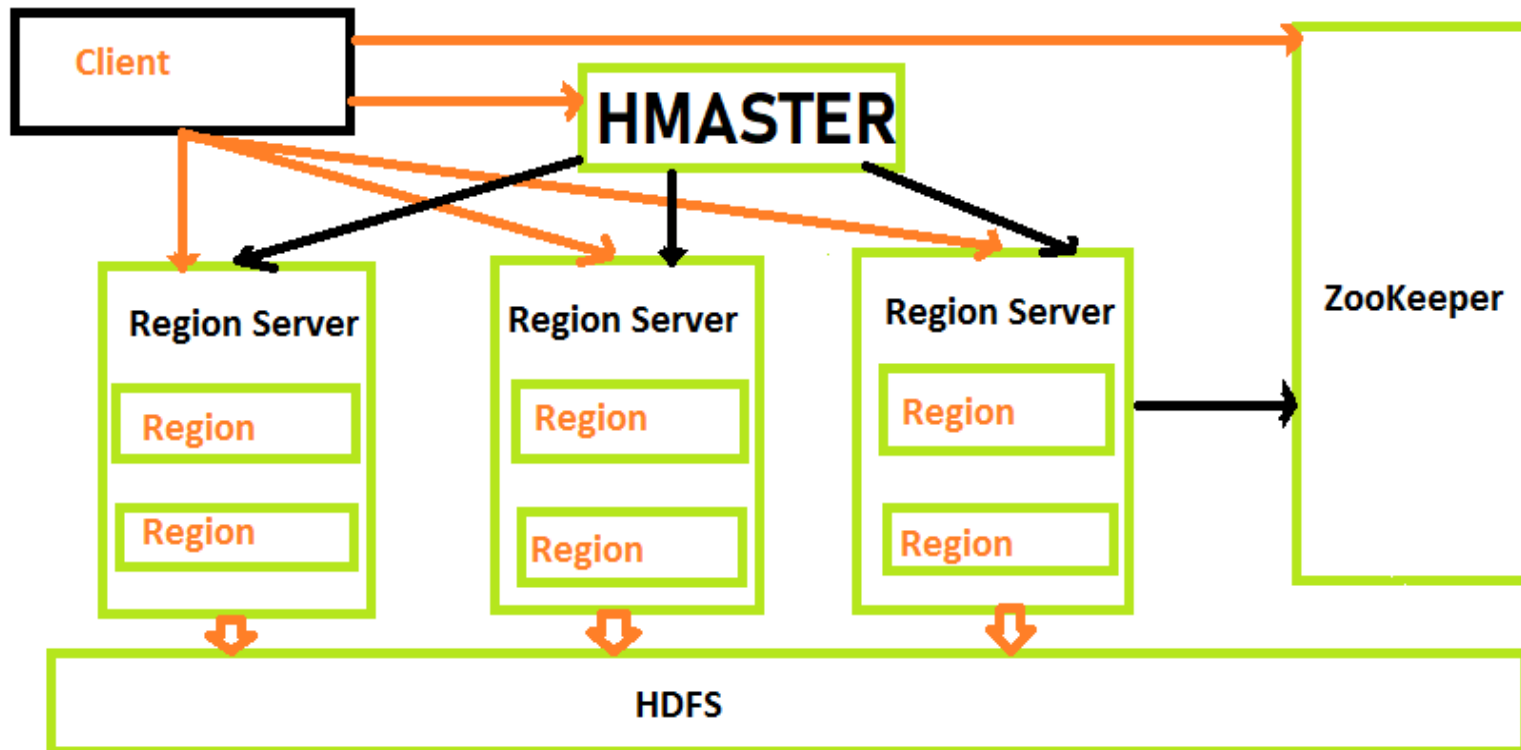 Client
HMASTER
Region Server
Region Server
Region Server
ZooKeeper
Region
Region
Region
Region
Region
Region
HDFS